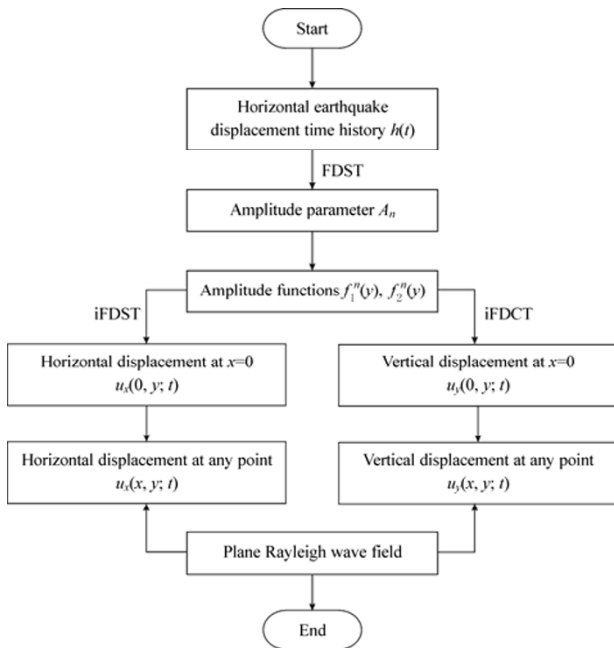 Start
Horizontal earthquake
displacement time history h(t)
FDST
Amplitude parameter Aₙ
Amplitude functions f₁ⁿ(y), f₂ⁿ(y)
iFDST
iFDCT
Horizontal displacement at x=0
uₓ(0, y; t)
Vertical displacement at x=0
u_y(0, y; t)
Horizontal displacement at any point
uₓ(x, y; t)
Vertical displacement at any point
u_y(x, y; t)
Plane Rayleigh wave field
End